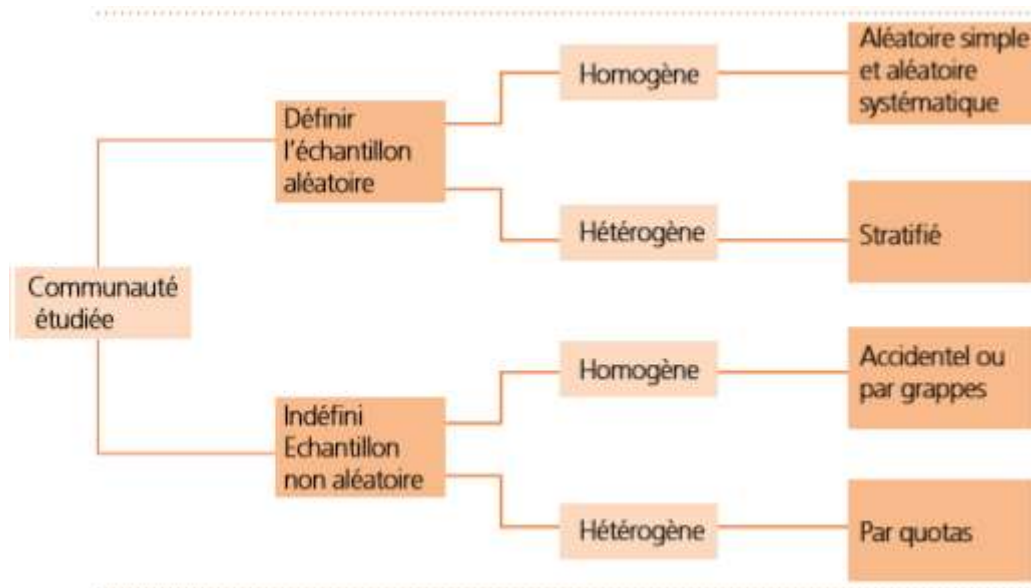 Communauté
étudiée
Définir
l'échantillon
aléatoire
Homogène
Aléatoire simple
et aléatoire
systématique
Hétérogène
Stratifié
Indéfini
Echantillon
non aléatoire
Homogène
Accidentel ou
par grappes
Hétérogène
Par quotas